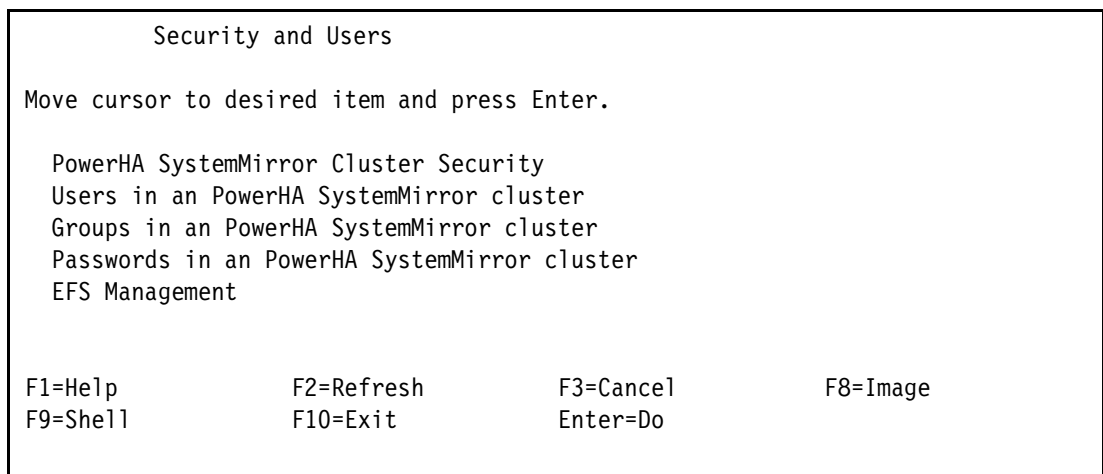 Security and Users
Move cursor to desired item and press Enter.
PowerHA SystemMirror Cluster Security
Users in an PowerHA SystemMirror cluster
Groups in an PowerHA SystemMirror cluster
Passwords in an PowerHA SystemMirror cluster
EFS Management
F1=Help F2=Refresh F3=Cancel F8=Image
F9=Shell F10=Exit Enter=Do